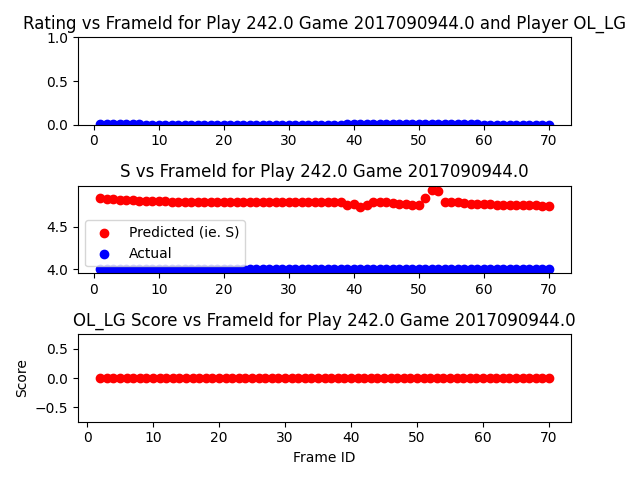 Rating vs FrameId for Play 242.0 Game 2017090944.0 and Player OL_LG
1.0
0.5
0.0
0 10 20 30 40 50 60 70
S vs FrameId for Play 242.0 Game 2017090944.0
4.5
4.0
Predicted (ie. S)
Actual
0 10 20 30 40 50 60 70
OL_LG Score vs FrameId for Play 242.0 Game 2017090944.0
Score
0.5
0.0
−0.5
0 10 20 30 40 50 60 70
Frame ID